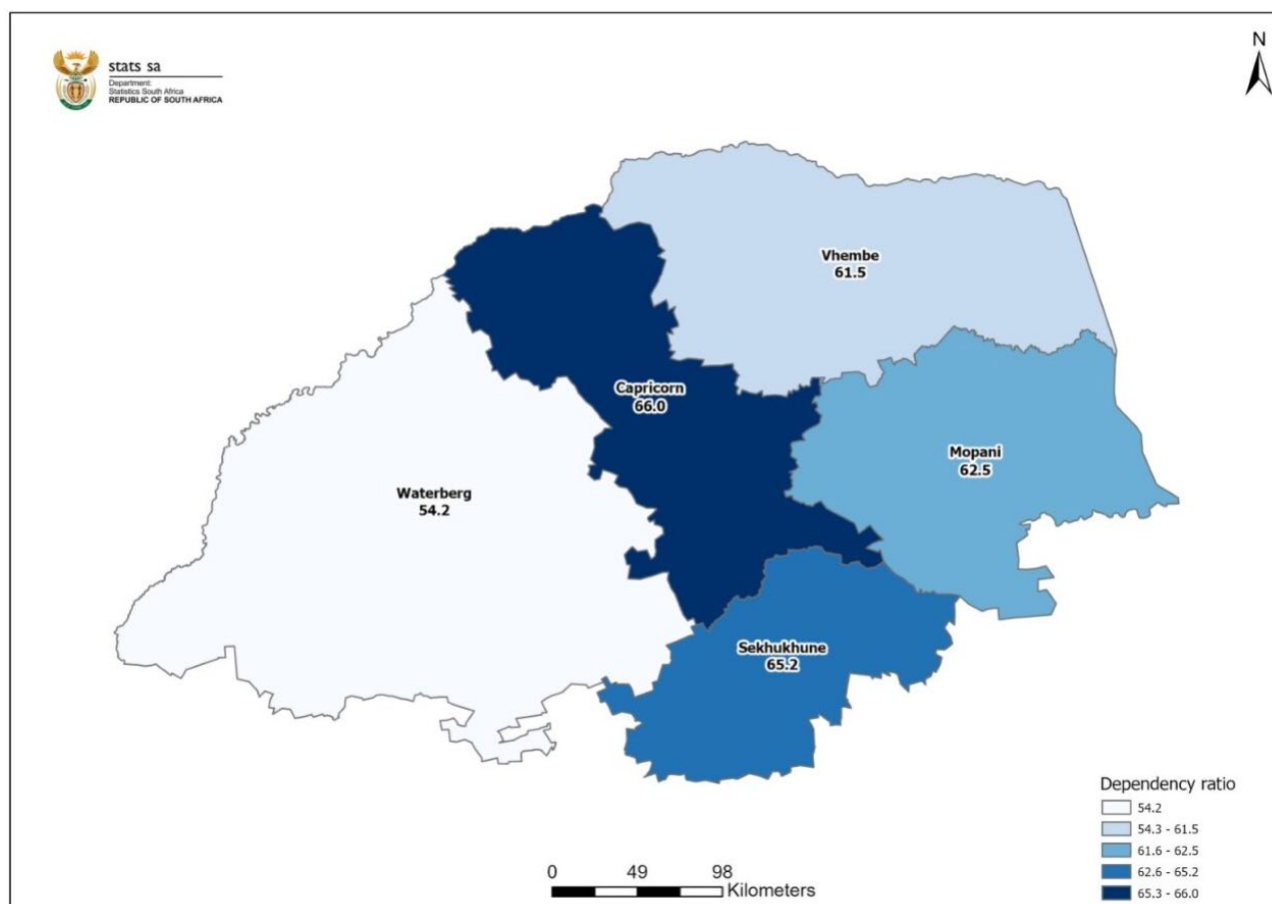 stats sa
Department:
Statistics South Africa
REPUBLIC OF SOUTH AFRICA
N
Vhembe
61.5
Capricorn
66.0
Mopani
62.5
Waterberg
54.2
Sekhukhune
65.2
Dependency ratio
54.2
54.3 - 61.5
61.6 - 62.5
62.6 - 65.2
65.3 - 66.0
0 49 98
Kilometers